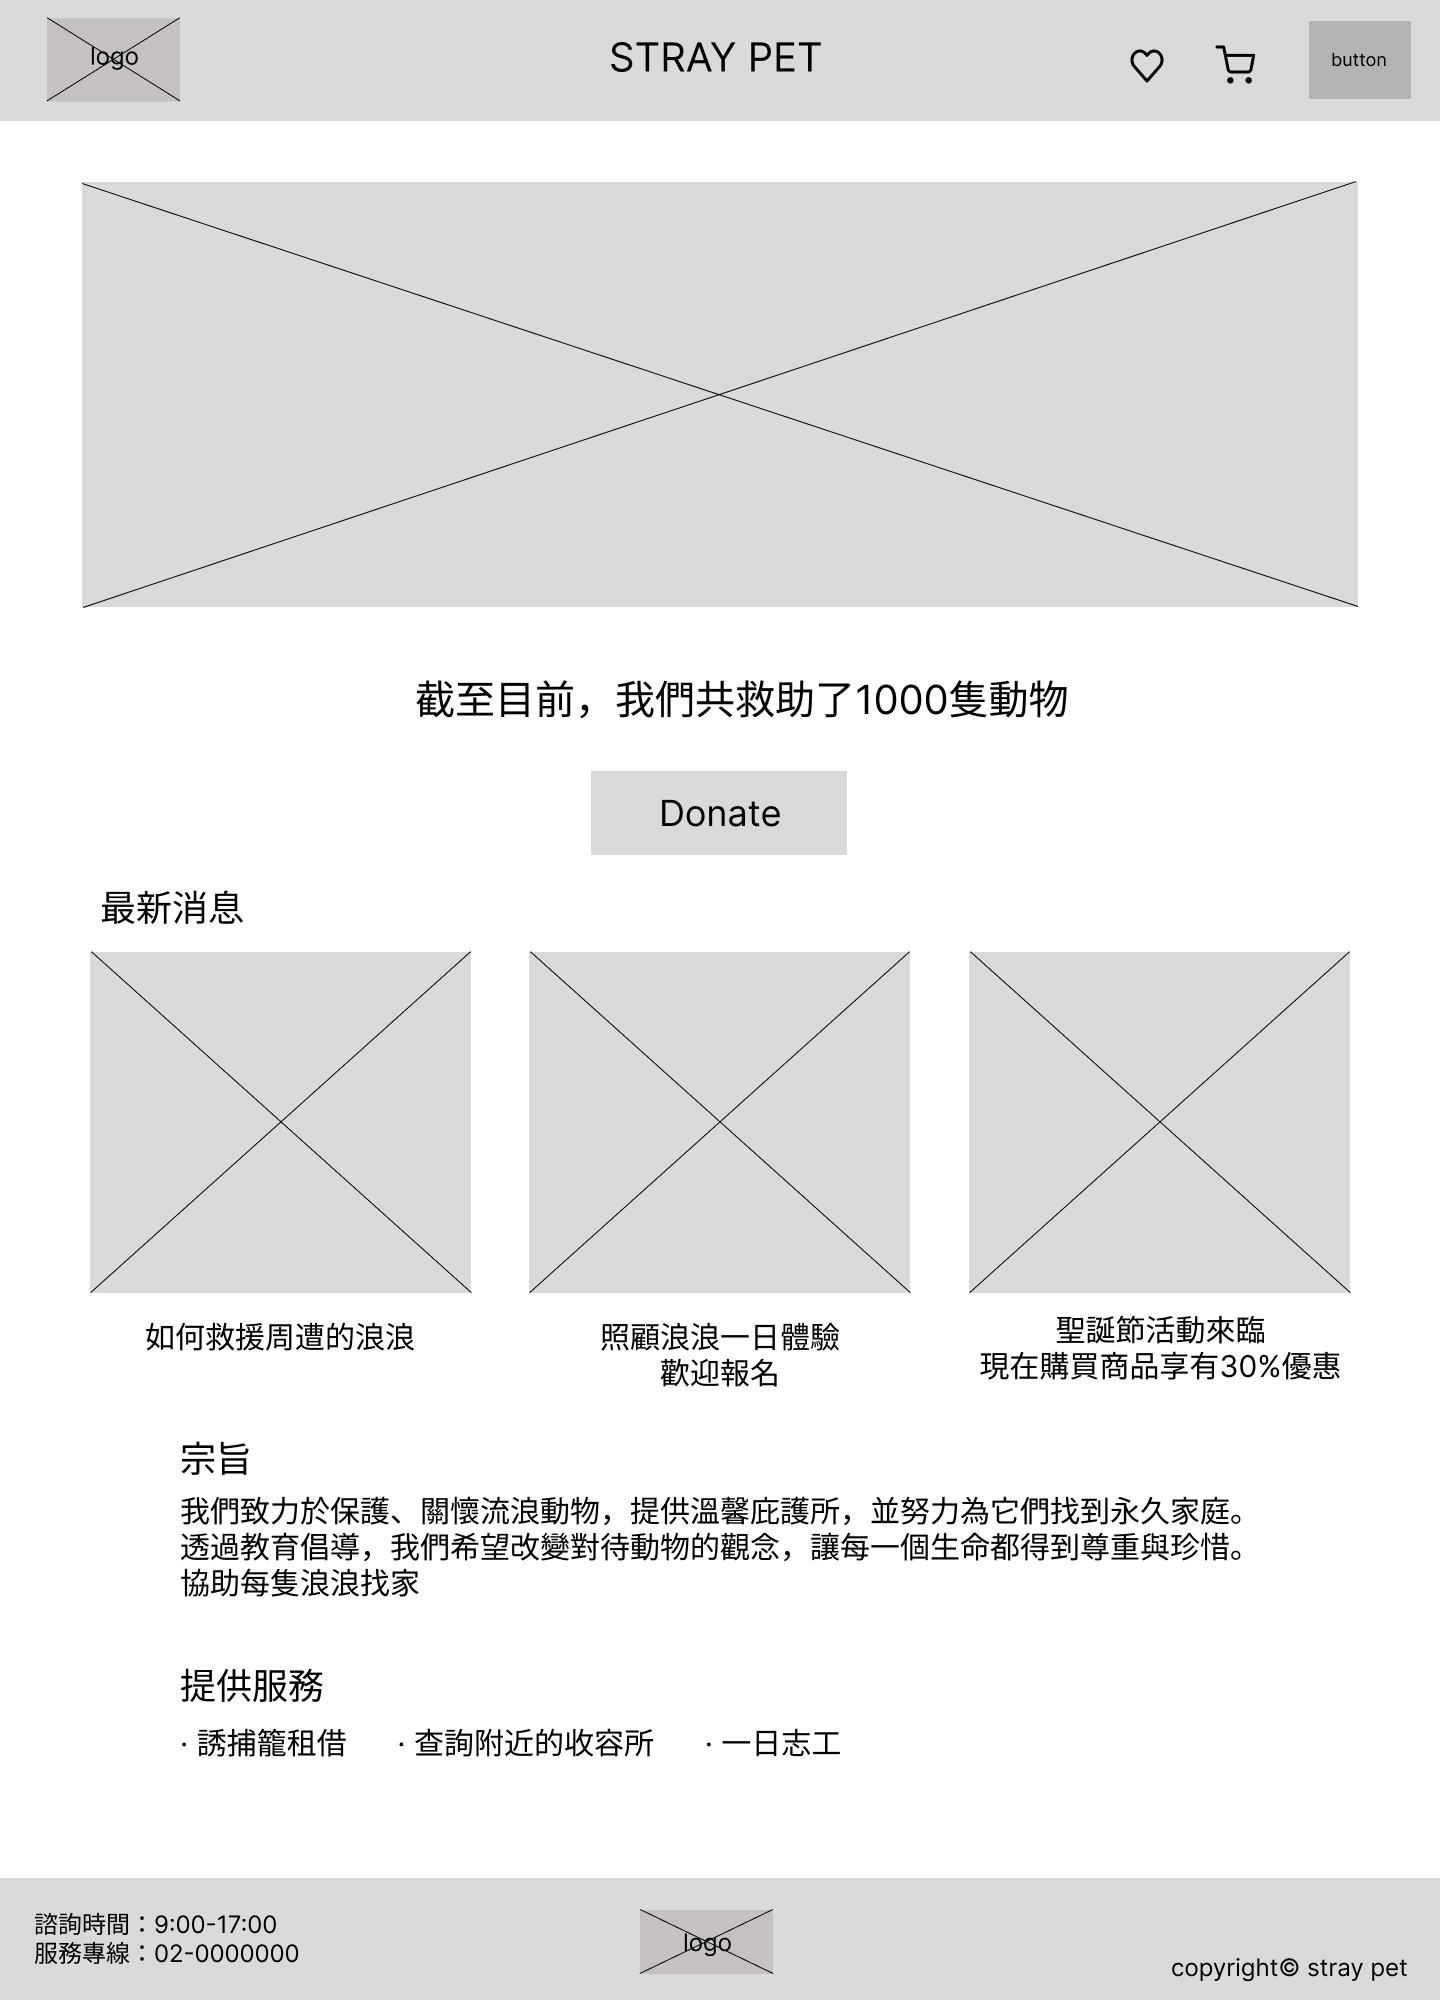 logo
STRAY PET
button
截至目前，我們共救助了1000隻動物
Donate
最新消息
如何救援周遭的浪浪
照顧浪浪一日體驗
歡迎報名
聖誕節活動來臨
現在購買商品享有30%優惠
宗旨
我們致力於保護、關懷流浪動物，提供溫馨庇護所，並努力為它們找到永久家庭。
透過教育倡導，我們希望改變對待動物的觀念，讓每一個生命都得到尊重與珍惜。
協助每隻浪浪找家
提供服務
· 誘捕籠租借 · 查詢附近的收容所 · 一日志工
諮詢時間：9:00-17:00
服務專線：02-0000000
logo
copyright© stray pet